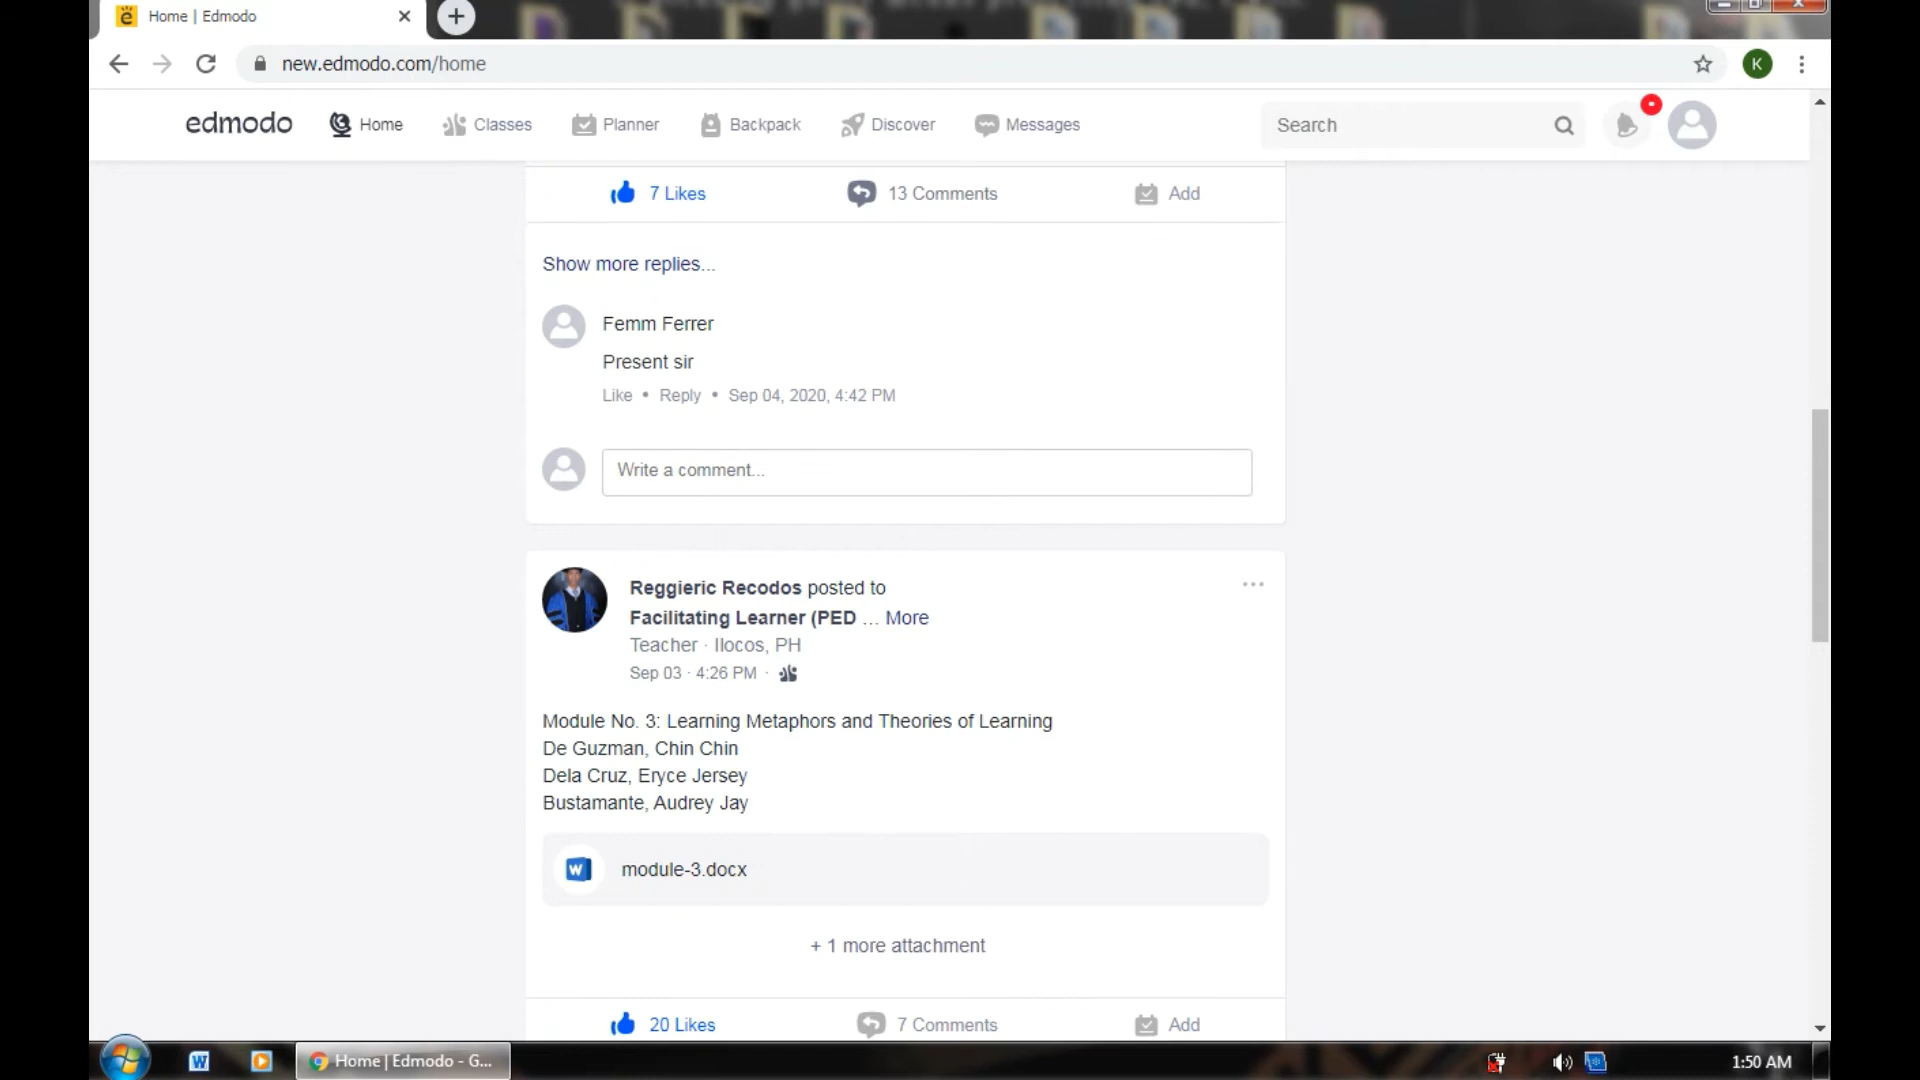 Home | Edmodo
new.edmodo.com/home
K
edmodo Home Classes Planner Backpack Discover Messages Search
7 Likes 13 Comments Add
Show more replies...
Femm Ferrer
Present sir
Like • Reply • Sep 04, 2020, 4:42 PM
Write a comment...
Reggieric Recodos posted to
Facilitating Learner (PED ... More
Teacher · Ilocos, PH
Sep 03 · 4:26 PM ·
Module No. 3: Learning Metaphors and Theories of Learning
De Guzman, Chin Chin
Dela Cruz, Eryce Jersey
Bustamante, Audrey Jay
W module-3.docx
+ 1 more attachment
20 Likes 7 Comments Add
W Home | Edmodo - G... 1:50 AM